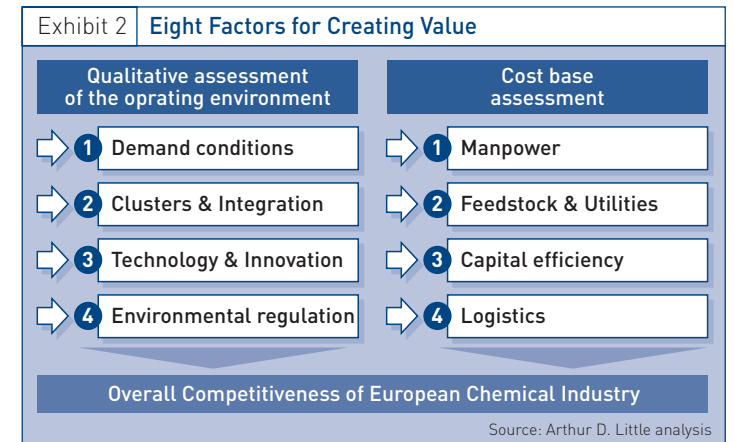 Exhibit 2 Eight Factors for Creating Value
Qualitative assessment
of the oprating environment
1 Demand conditions
2 Clusters & Integration
3 Technology & Innovation
4 Environmental regulation
Cost base
assessment
1 Manpower
2 Feedstock & Utilities
3 Capital efficiency
4 Logistics
Overall Competitiveness of European Chemical Industry
Source: Arthur D. Little analysis